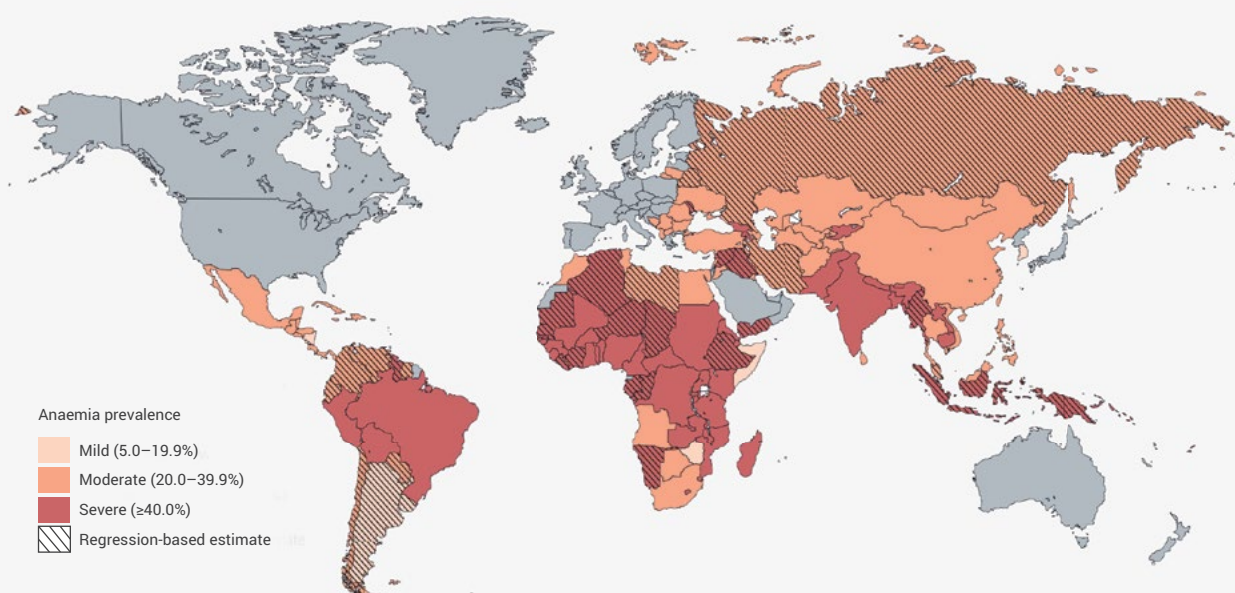 Anaemia prevalence
Mild (5.0–19.9%)
Moderate (20.0–39.9%)
Severe (≥40.0%)
Regression-based estimate